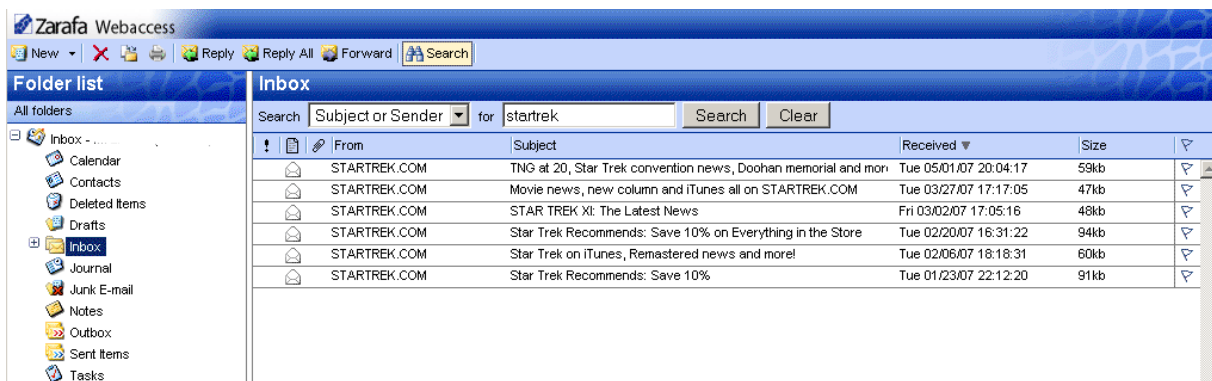 Zarafa Webaccess
New Reply Reply All Forward Search
Folder list
Inbox
All folders
Search Subject or Sender for startrek Search Clear
Inbox -
Calendar
Contacts
Deleted Items
Drafts
Inbox
Journal
Junk E-mail
Notes
Outbox
Sent Items
Tasks
! From Subject Received Size
STARTREK.COM TNG at 20, Star Trek convention news, Doohan memorial and mor Tue 05/01/07 20:04:17 59kb
STARTREK.COM Movie news, new column and iTunes all on STARTREK.COM Tue 03/27/07 17:17:05 47kb
STARTREK.COM STAR TREK XI: The Latest News Fri 03/02/07 17:05:16 48kb
STARTREK.COM Star Trek Recommends: Save 10% on Everything in the Store Tue 02/20/07 16:31:22 94kb
STARTREK.COM Star Trek on iTunes, Remastered news and more! Tue 02/06/07 18:18:31 60kb
STARTREK.COM Star Trek Recommends: Save 10% Tue 01/23/07 22:12:20 91kb